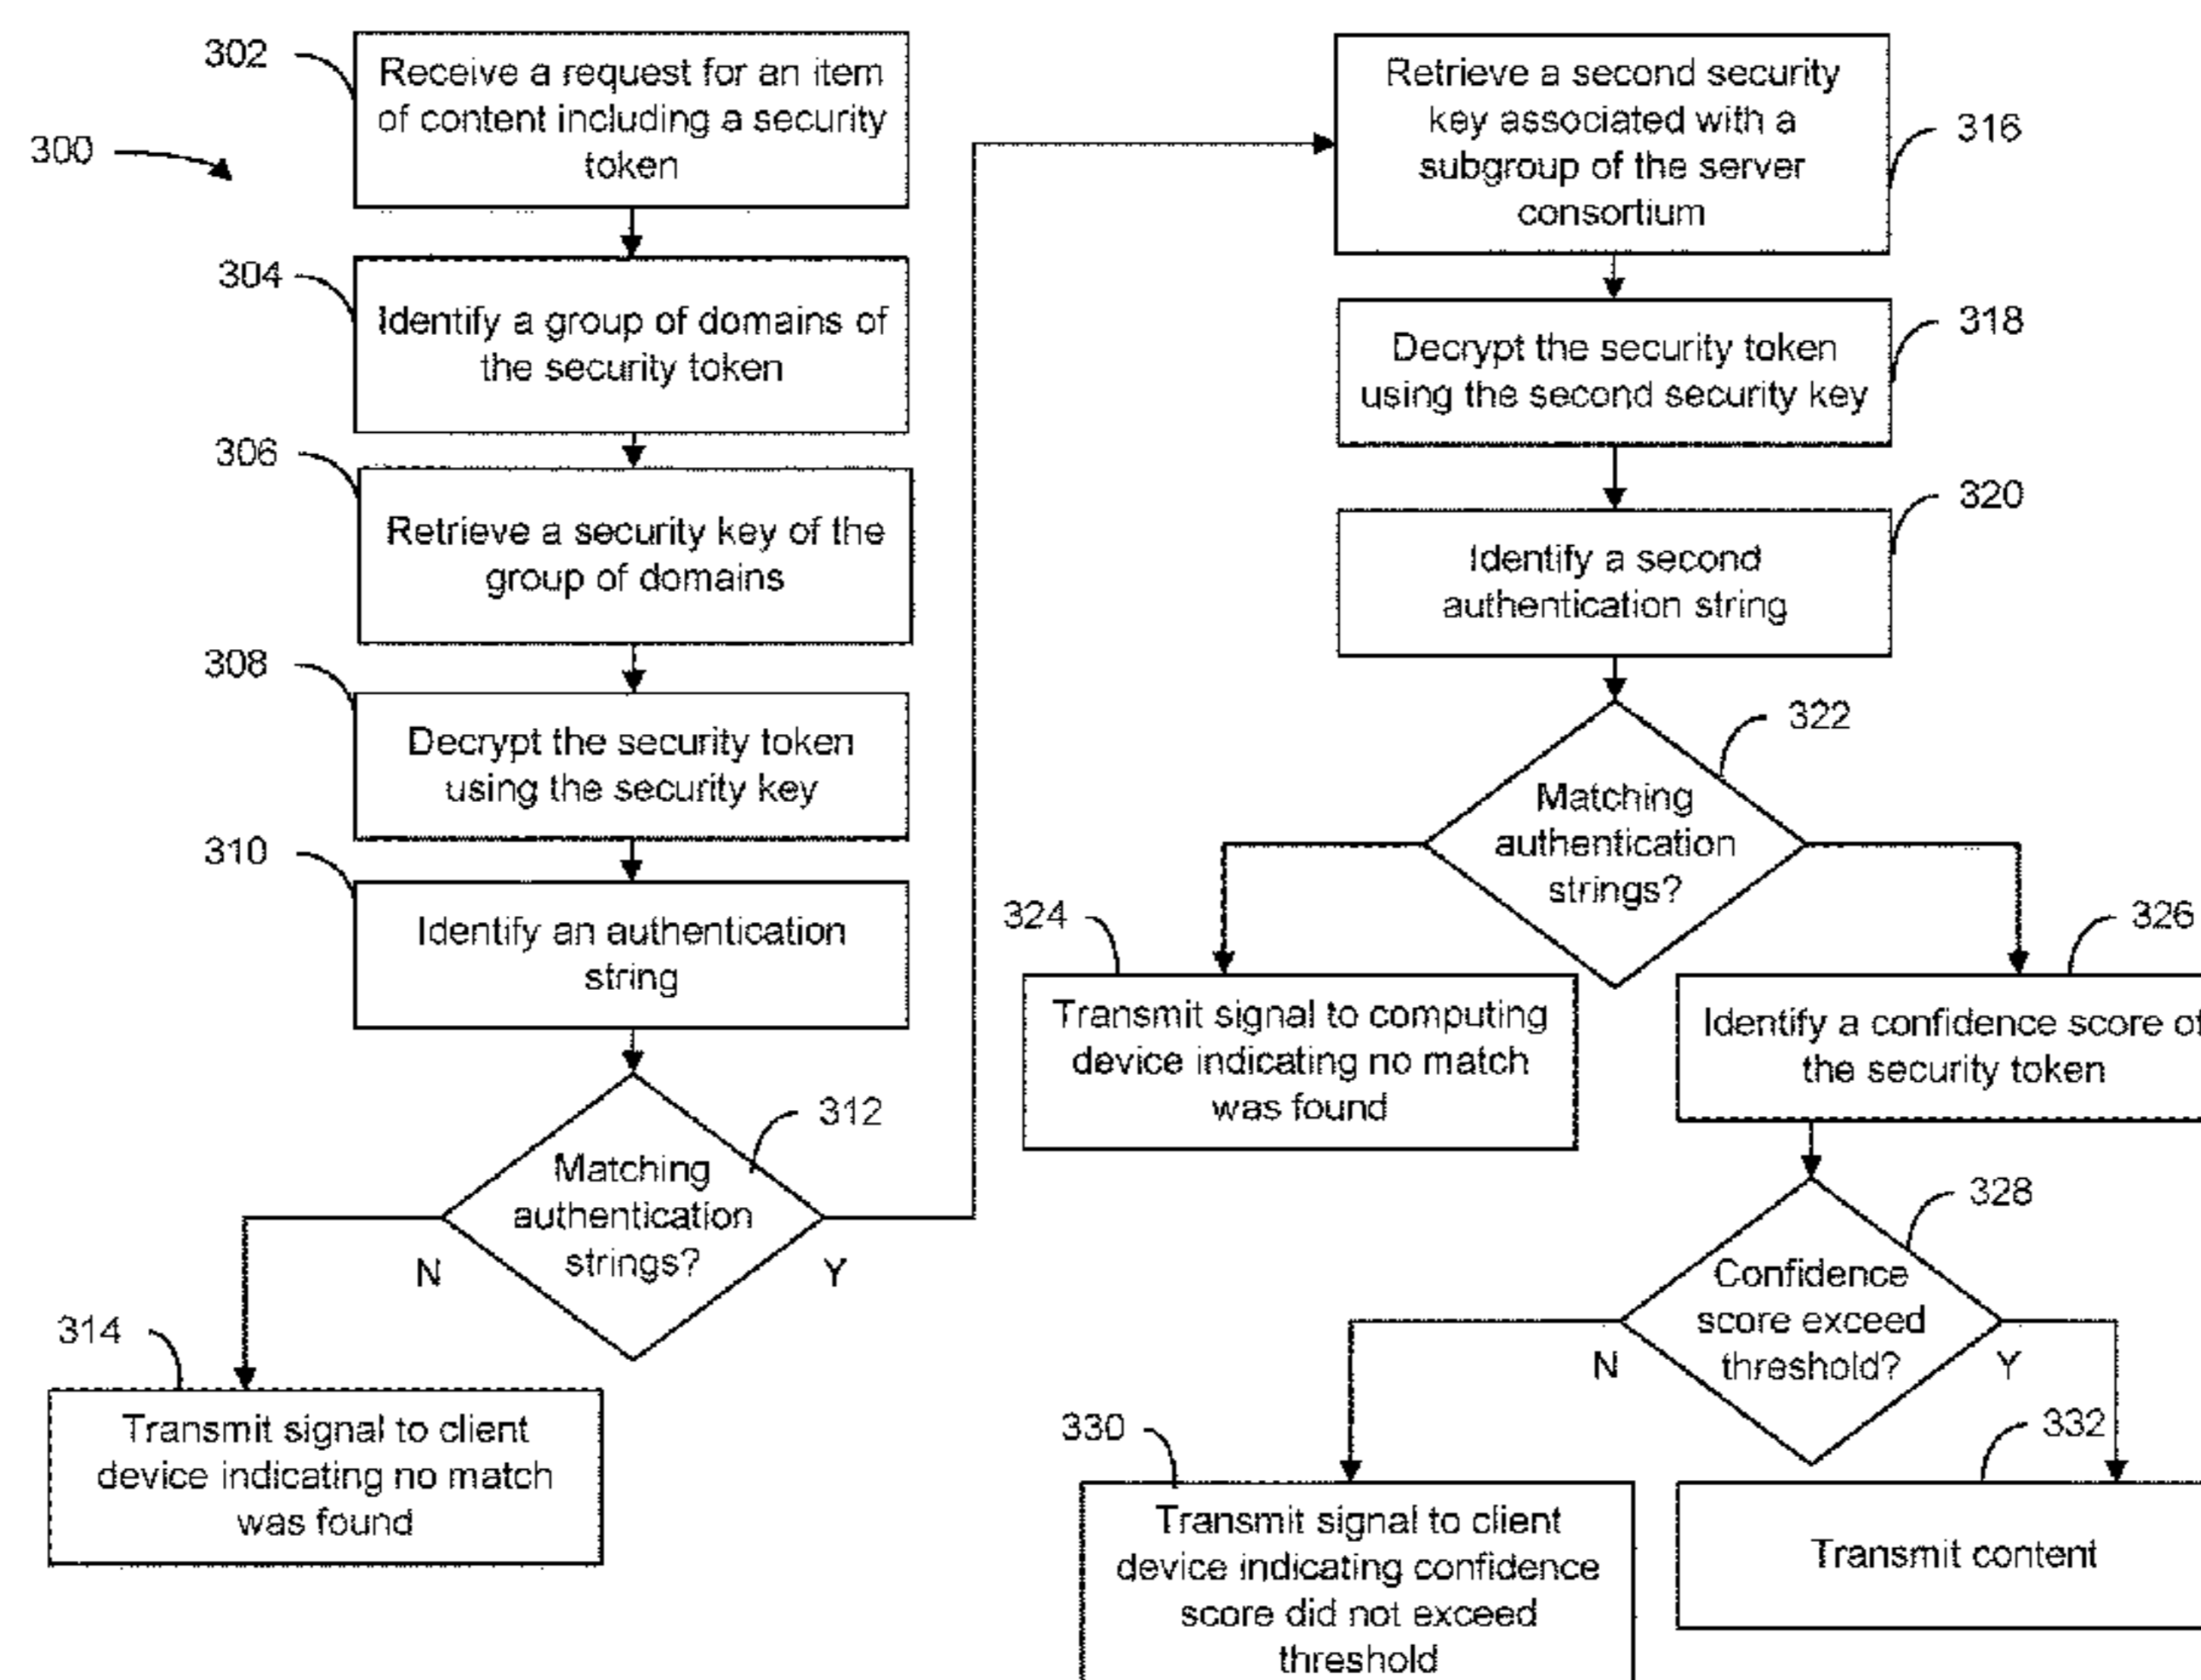 300
302
Receive a request for an item
of content including a security
token
304
Identify a group of domains of
the security token
306
Retrieve a security key of the
group of domains
308
Decrypt the security token
using the security key
310
Identify an authentication
string
312
Matching
authentication
strings?
N
Y
314
Transmit signal to client
device indicating no match
was found
Retrieve a second security
key associated with a
subgroup of the server
consortium
316
Decrypt the security token
using the second security key
318
320
Identify a second
authentication string
322
Matching
authentication
strings?
324
Transmit signal to computing
device indicating no match
was found
326
Identify a confidence score of
the security token
328
Confidence
score exceed
threshold?
N
Y
330
Transmit signal to client
device indicating confidence
score did not exceed
threshold
332
Transmit content